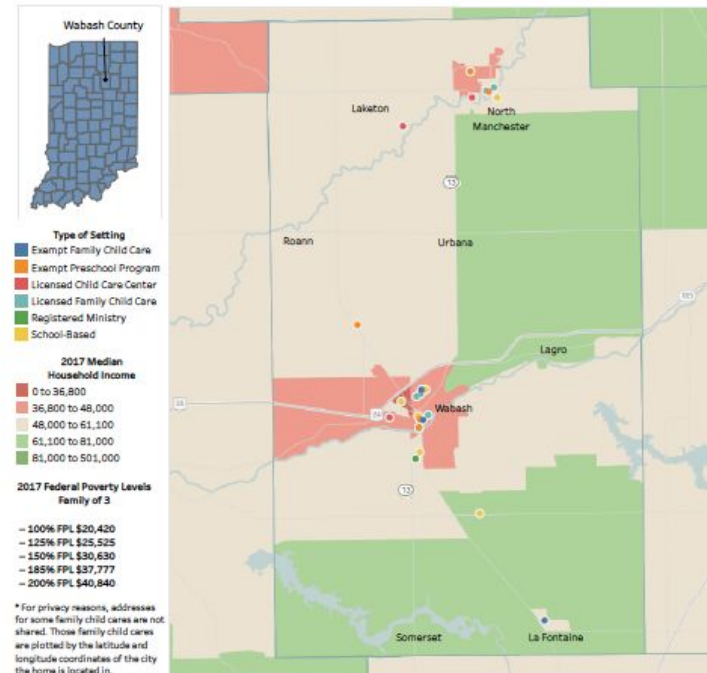 Wabash County
Type of Setting
Exempt Family Child Care
Exempt Preschool Program
Licensed Child Care Center
Licensed Family Child Care
Registered Ministry
School-Based
2017 Median
Household Income
0 to 36,800
36,800 to 48,000
48,000 to 61,100
61,100 to 81,000
81,000 to 501,000
2017 Federal Poverty Levels
Family of 3
– 100% FPL $20,420
– 125% FPL $25,525
– 150% FPL $30,630
– 185% FPL $37,777
– 200% FPL $40,840
* For privacy reasons, addresses
for some family child cares are not
shared. Those family child cares
are plotted by the latitude and
longitude coordinates of the city
the home is located in.
Laketon
North
Manchester
13
Roann
Urbana
Lagro
24
Wabash
13
Somerset
La Fontaine